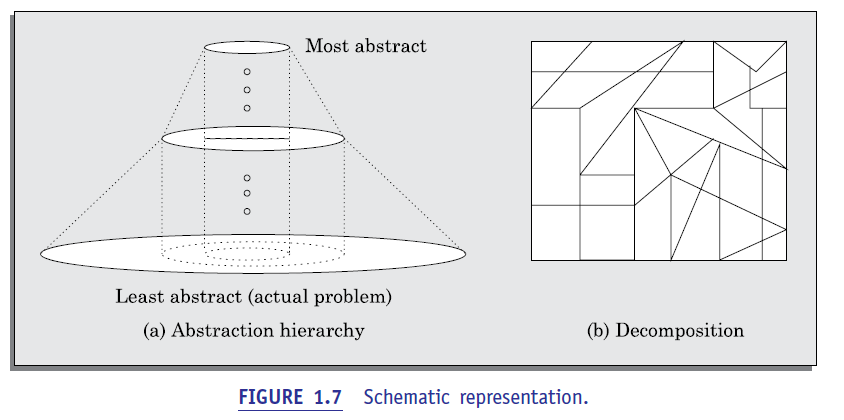 Most abstract
Least abstract (actual problem)
(a) Abstraction hierarchy
(b) Decomposition
FIGURE 1.7 Schematic representation.